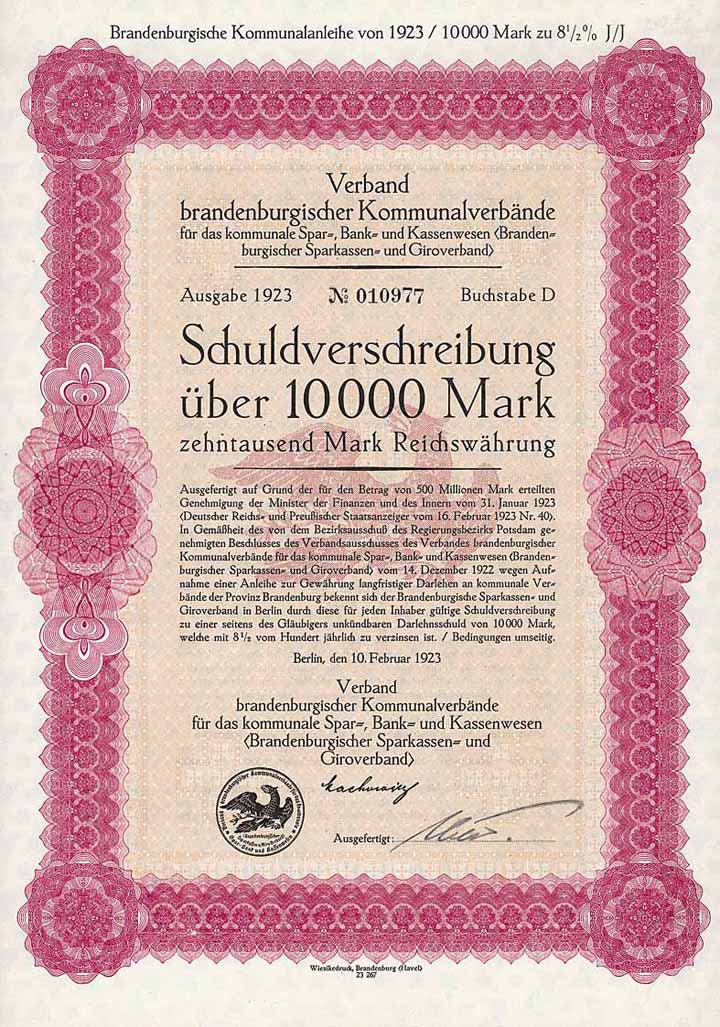 Brandenburgische Kommunalanleihe von 1923 / 10000 Mark zu 8½% J/J
Verband
brandenburgischer Kommunalverbände
für das kommunale Spar=, Bank= und Kassenwesen ‹Branden=
burgischer Sparkassen= und Giroverband›
Ausgabe 1923 № 010977 Buchstabe D
Schuldverschreibung
über 10000 Mark
zehntausend Mark Reichswährung
Ausgefertigt auf Grund der für den Betrag von 500 Millionen Mark erteilten
Genehmigung der Minister der Finanzen und des Innern vom 31. Januar 1923
‹Deutscher Reichs= und Preußischer Staatsanzeiger vom 16. Februar 1923 Nr. 40›.
In Gemäßheit des von dem Bezirksausschuß des Regierungsbezirks Potsdam ge=
nehmigten Beschlusses des Verbandsausschusses des Verbandes brandenburgischer
Kommunalverbände für das kommunale Spar=, Bank= und Kassenwesen ‹Branden=
burgischer Sparkassen= und Giroverband› vom 14. Dezember 1922 wegen Auf=
nahme einer Anleihe zur Gewährung langfristiger Darlehen an kommunale Ver=
bände der Provinz Brandenburg bekennt sich der Brandenburgische Sparkassen= und
Giroverband in Berlin durch diese für jeden Inhaber gültige Schuldverschreibung
zu einer seitens des Gläubigers unkündbaren Darlehnsschuld von 10000 Mark,
welche mit 8½ vom Hundert jährlich zu verzinsen ist. / Bedingungen umseitig.
Berlin, den 10. Februar 1923
Verband
brandenburgischer Kommunalverbände
für das kommunale Spar=, Bank= und Kassenwesen
‹Brandenburgischer Sparkassen= und
Giroverband›
Ausgefertigt:
Wiesikedruck, Brandenburg (Havel)
23 267